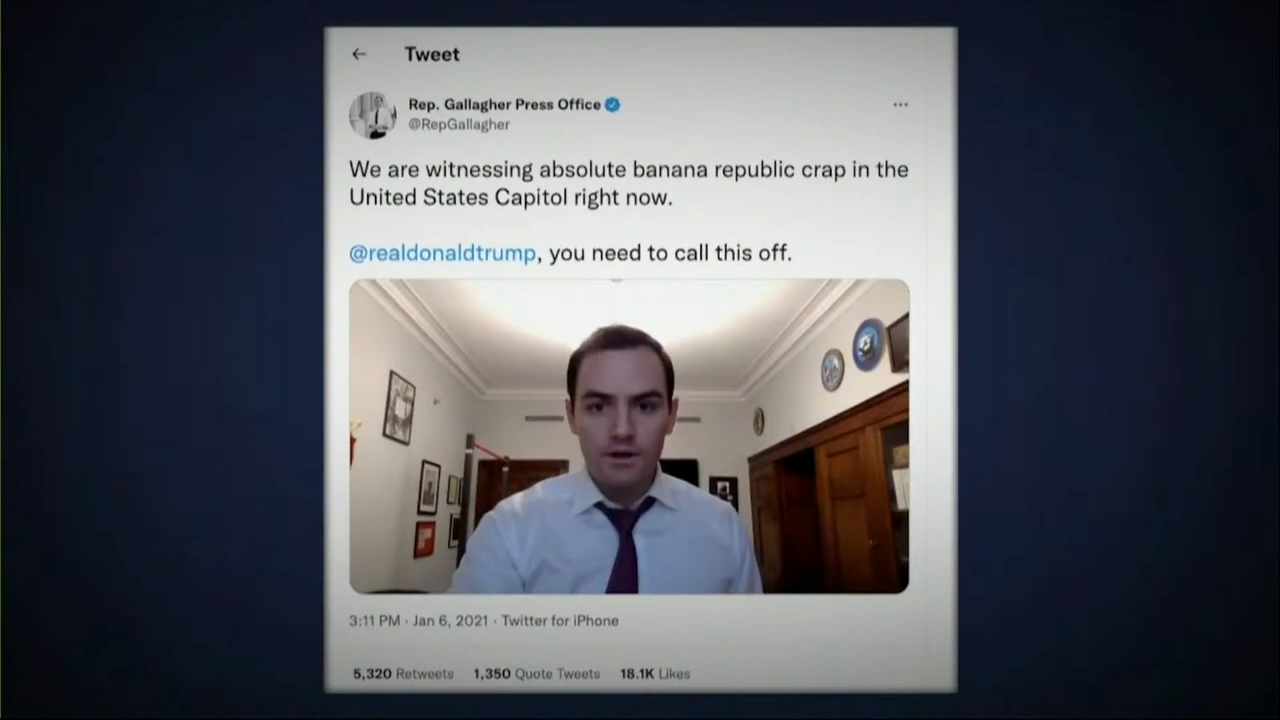 Tweet
Rep. Gallagher Press Office
@RepGallagher
We are witnessing absolute banana republic crap in the
United States Capitol right now.
@realdonaldtrump, you need to call this off.
3:11 PM · Jan 6, 2021 · Twitter for iPhone
5,320 Retweets 1,350 Quote Tweets 18.1K Likes